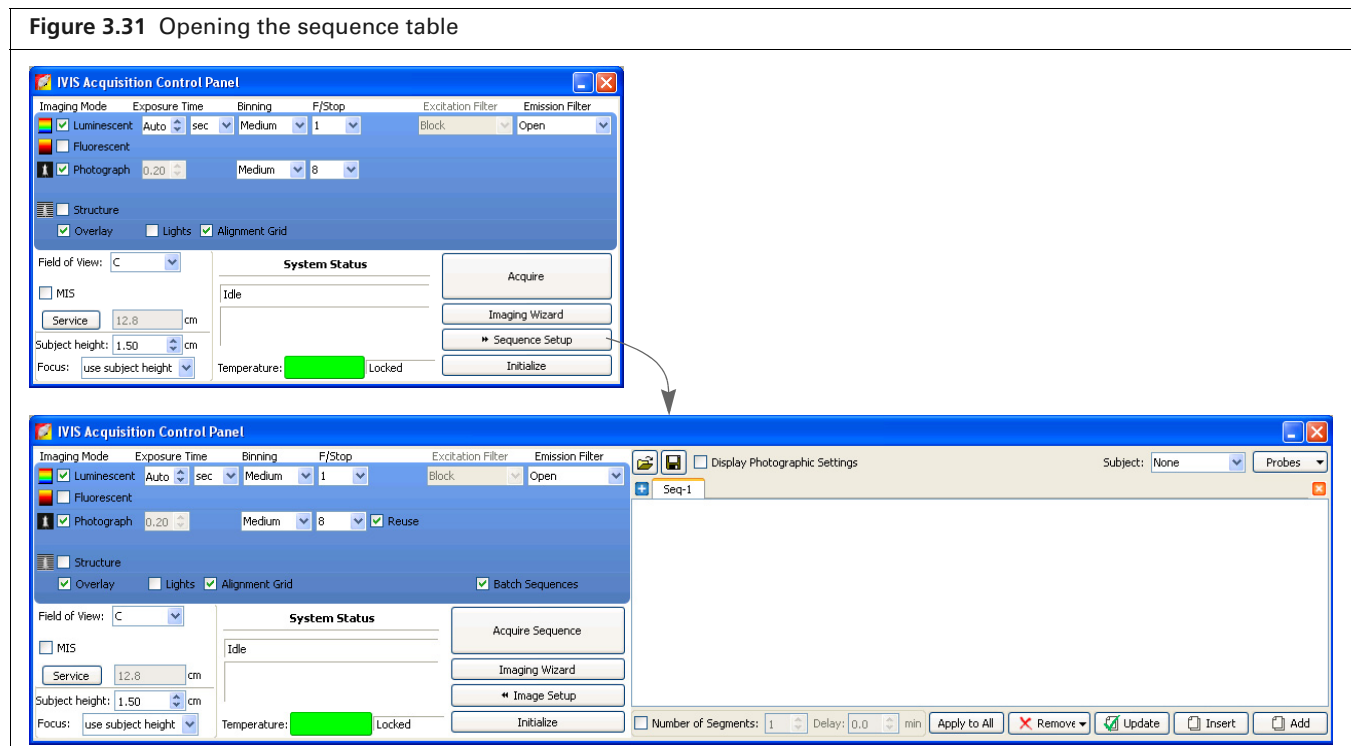 Figure 3.31 Opening the sequence table
IVIS Acquisition Control Panel
Imaging Mode Exposure Time Binning F/Stop Excitation Filter Emission Filter
Luminescent Auto sec Medium 1 Block Open
Fluorescent
Photograph 0.20 Medium 8
Structure
Overlay Lights Alignment Grid
Field of View: C
MIS
Service 12.8 cm
Subject height: 1.50 cm
Focus: use subject height
System Status
Idle
Temperature: Locked
Acquire
Imaging Wizard
Sequence Setup
Initialize
IVIS Acquisition Control Panel
Imaging Mode Exposure Time Binning F/Stop Excitation Filter Emission Filter
Luminescent Auto sec Medium 1 Block Open
Fluorescent
Photograph 0.20 Medium 8 Reuse
Structure
Overlay Lights Alignment Grid Batch Sequences
Field of View: C
MIS
Service 12.8 cm
Subject height: 1.50 cm
Focus: use subject height
System Status
Idle
Temperature: Locked
Acquire Sequence
Imaging Wizard
Image Setup
Initialize
Display Photographic Settings Subject: None Probes
Seq-1
Number of Segments: 1 Delay: 0.0 min Apply to All Remove Update Insert Add